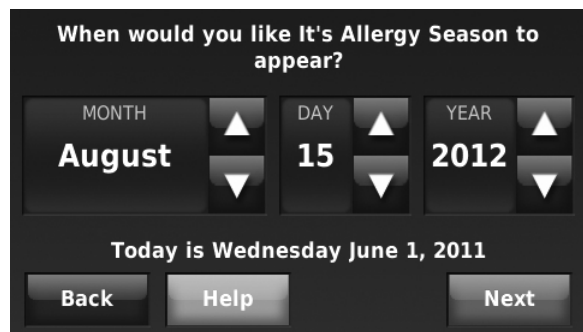 When would you like It's Allergy Season to
appear?
MONTH DAY YEAR
August 15 2012
Today is Wednesday June 1, 2011
Back Help Next